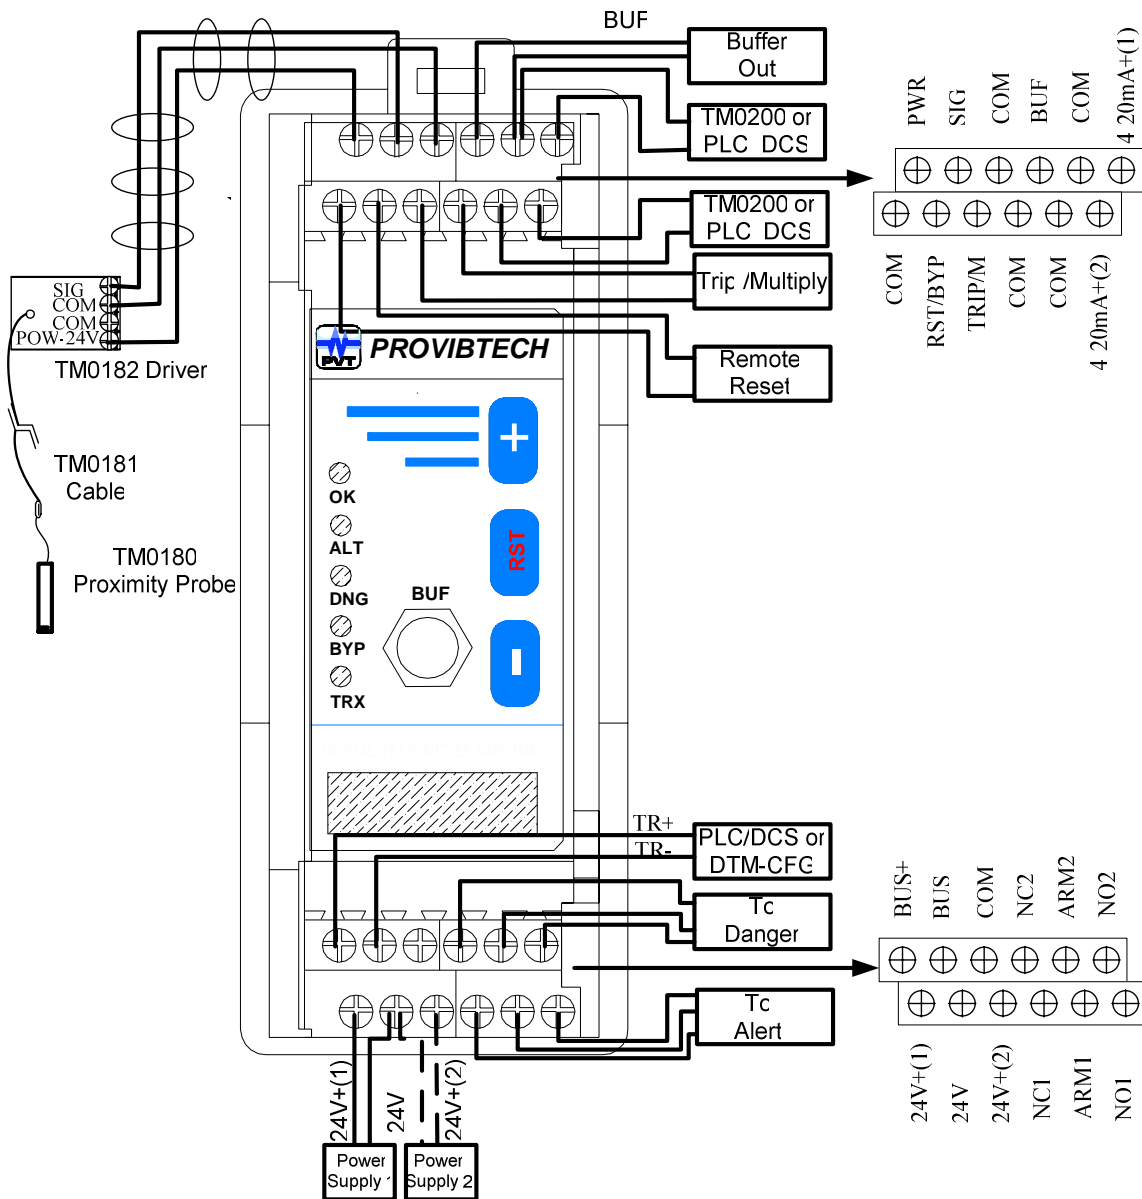 BUF
Buffer
Out
TM0200 or
PLC DCS
TM0200 or
PLC DCS
Trip /Multiply
Remote
Reset
PWR
SIG
COM
BUF
COM
4 20mA+(1)
COM
RST/BYP
TRIP/M
COM
COM
4 20mA+(2)
SIG
COM
COM
POW-24V
TM0182 Driver
TM0181
Cable
TM0180
Proximity Probe
PVT
PROVIBTECH
+
OK
ALT
RST
DNG
BUF
BYP
-
TRX
TR+
TR-
PLC/DCS or
DTM-CFG
To
Danger
To
Alert
BUS+
BUS
COM
NC2
ARM2
NO2
24V+(1)
24V
24V+(2)
NC1
ARM1
NO1
24V+(1)
24V
24V+(2)
Power
Supply 1
Power
Supply 2